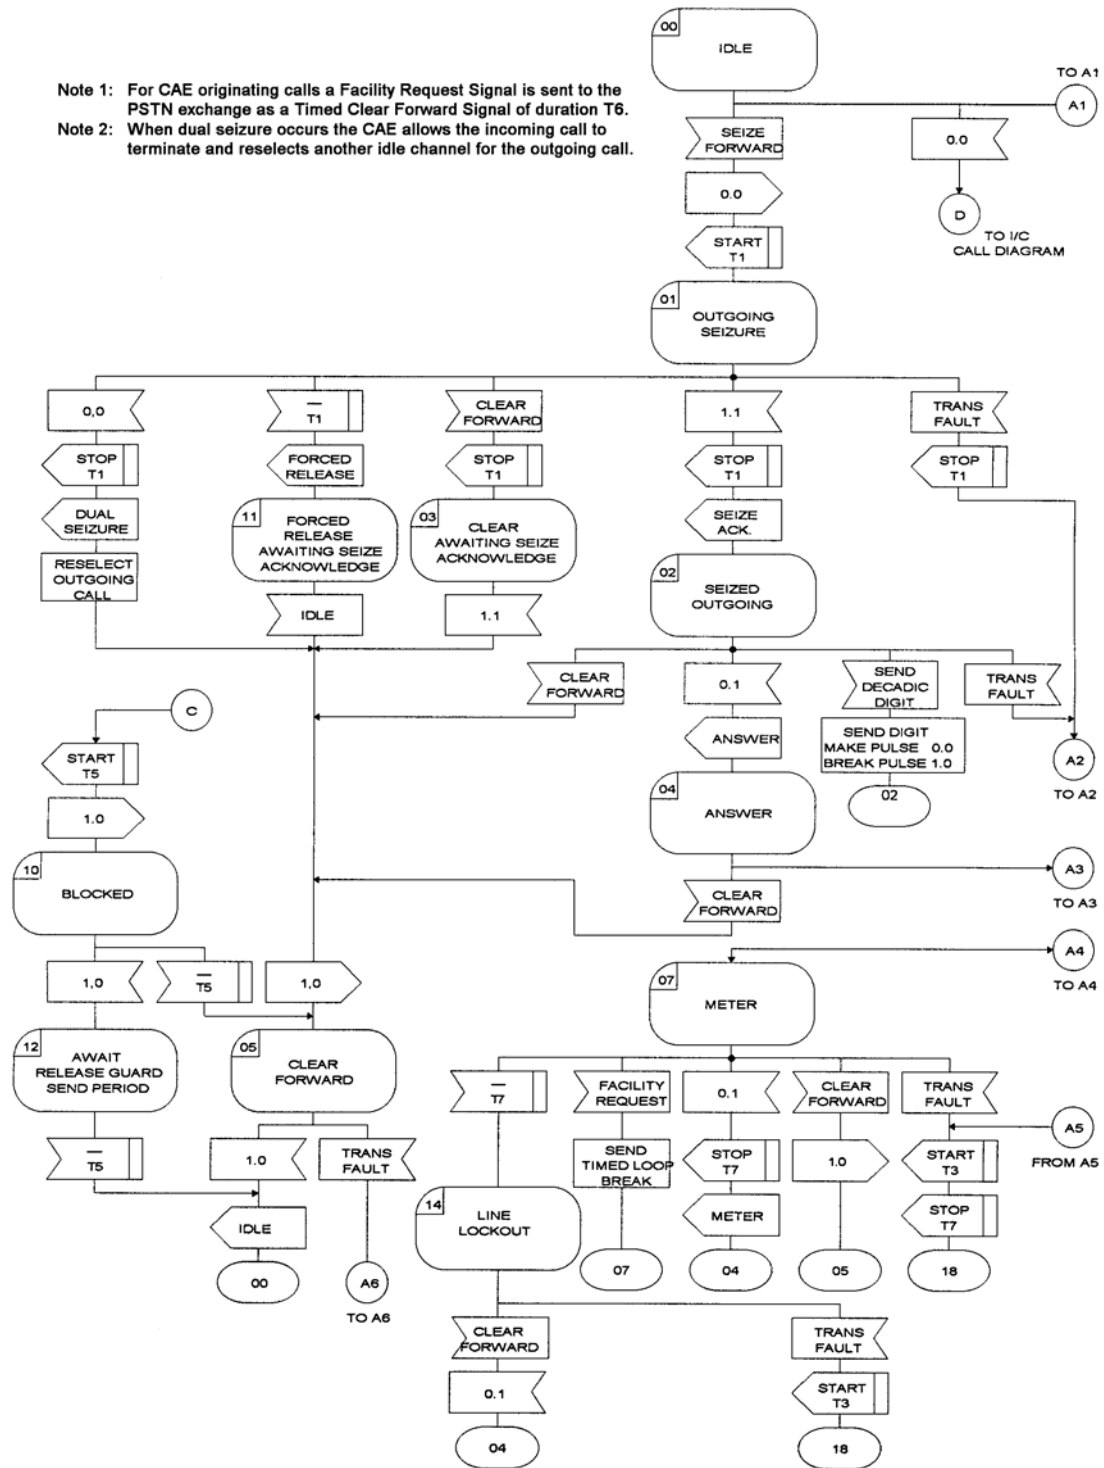 00
IDLE
Note 1: For CAE originating calls a Facility Request Signal is sent to the
PSTN exchange as a Timed Clear Forward Signal of duration T6.
Note 2: When dual seizure occurs the CAE allows the incoming call to
terminate and reselects another idle channel for the outgoing call.
TO A1
A1
SEIZE
FORWARD
0.0
0.0
D
TO I/C
CALL DIAGRAM
START
T1
01
OUTGOING
SEIZURE
0,0
T1
CLEAR
FORWARD
1.1
TRANS
FAULT
STOP
T1
FORCED
RELEASE
STOP
T1
STOP
T1
STOP
T1
DUAL
SEIZURE
SEIZE
ACK.
RESELECT
OUTGOING
CALL
11
FORCED
RELEASE
AWAITING SEIZE
ACKNOWLEDGE
03
CLEAR
AWAITING SEIZE
ACKNOWLEDGE
02
SEIZED
OUTGOING
IDLE
1.1
CLEAR
FORWARD
0.1
SEND
DECADIC
DIGIT
TRANS
FAULT
C
START
T5
ANSWER
SEND DIGIT
MAKE PULSE 0.0
BREAK PULSE 1.0
A2
TO A2
02
1.0
04
ANSWER
10
BLOCKED
A3
TO A3
CLEAR
FORWARD
A4
TO A4
1,0
T5
1,0
07
METER
12
AWAIT
RELEASE GUARD
SEND PERIOD
05
CLEAR
FORWARD
T7
FACILITY
REQUEST
0.1
CLEAR
FORWARD
TRANS
FAULT
A5
FROM A5
T5
1.0
TRANS
FAULT
SEND
TIMED LOOP
BREAK
STOP
T7
1.0
START
T3
IDLE
14
LINE
LOCKOUT
METER
STOP
T7
00
A6
TO A6
07
04
05
18
CLEAR
FORWARD
TRANS
FAULT
0.1
START
T3
04
18